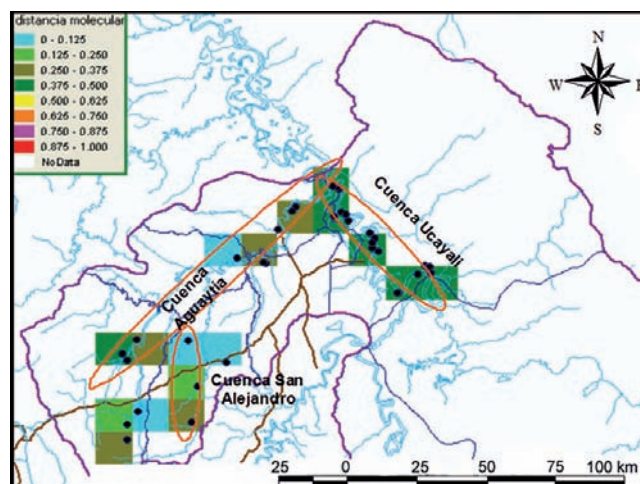 distancia molecular
0 - 0.125
0.125 - 0.250
0.250 - 0.375
0.375 - 0.500
0.500 - 0.625
0.625 - 0.750
0.750 - 0.875
0.875 - 1.000
No Data
N
W
E
S
Cuenca Ucayali
Cuenca
Aguaytia
Cuenca San
Alejandro
25 0 25 50 75 100 km